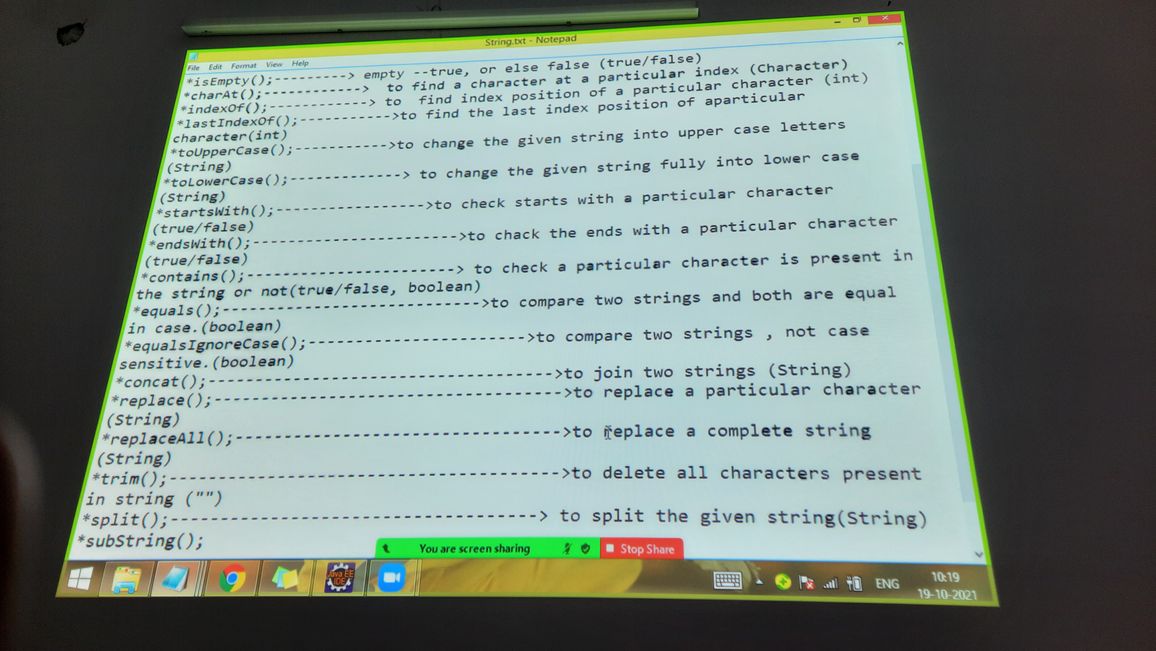 String.txt - Notepad
File Edit Format View Help
*isEmpty();---------> empty --true, or else false (true/false)
*charAt();------------> to find a character at a particular index (Character)
*indexOf();------------> to find index position of a particular character (int)
*lastIndexOf();----------->to find the last index position of aparticular
character(int)
*toUpperCase();----------->to change the given string into upper case letters
(String)
*toLowerCase();--------------> to change the given string fully into lower case
(String)
*startsWith();------------------>to check starts with a particular character
(true/false)
*endsWith();------------------------>to chack the ends with a particular character
(true/false)
*contains();------------------------> to check a particular character is present in
the string or not(true/false, boolean)
*equals();----------------------------->to compare two strings and both are equal
in case.(boolean)
*equalsIgnoreCase();------------------------->to compare two strings , not case
sensitive.(boolean)
*concat();---------------------------------->to join two strings (String)
*replace();---------------------------------->to replace a particular character
(String)
*replaceAll();-------------------------------->to replace a complete string
(String)
*trim();-------------------------------------->to delete all characters present
in string ("")
*split();------------------------------------> to split the given string(String)
*subString();
You are screen sharing Stop Share
Java EE
IDE
ENG
10:19
19-10-2021